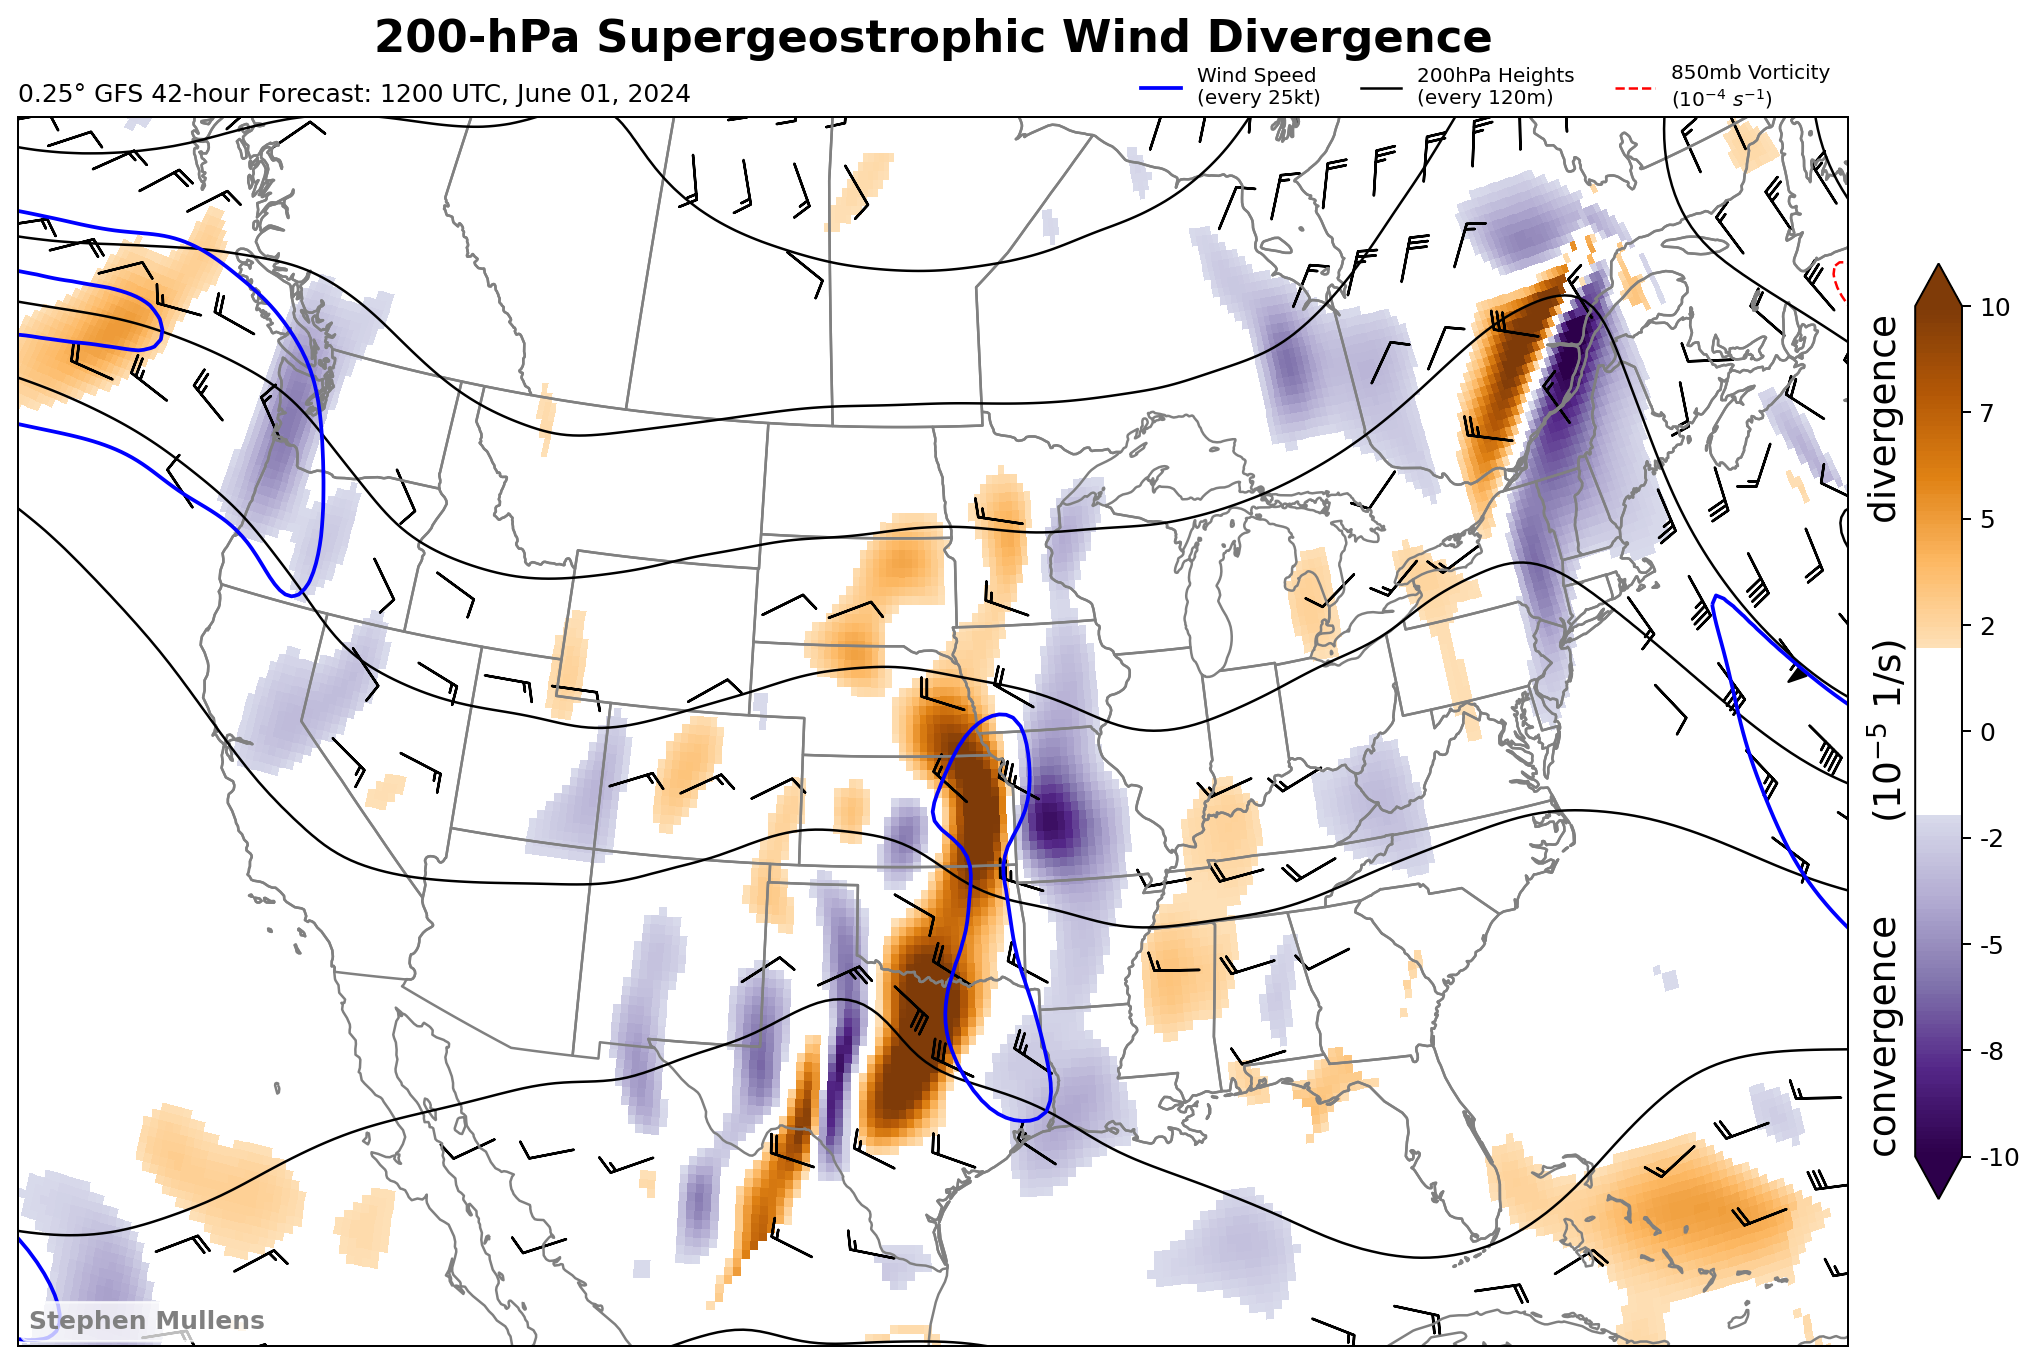 200-hPa Supergeostrophic Wind Divergence
0.25° GFS 42-hour Forecast: 1200 UTC, June 01, 2024
Wind Speed
(every 25kt)
200hPa Heights
(every 120m)
850mb Vorticity
(10⁻⁴ s⁻¹)
10
7
5
2
0
-2
-5
-8
-10
convergence (10⁻⁵ 1/s) divergence
Stephen Mullens